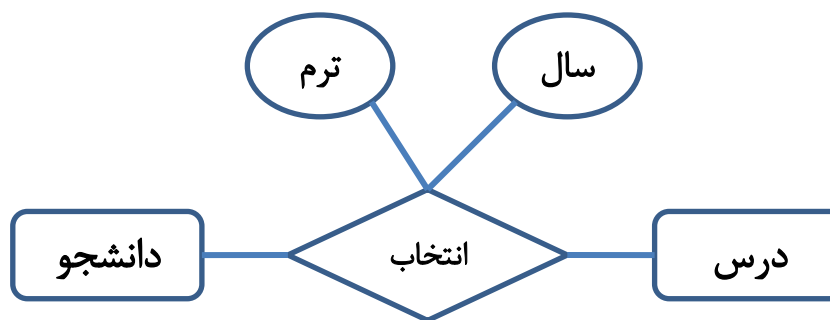 سال
ترم
درس
انتخاب
دانشجو